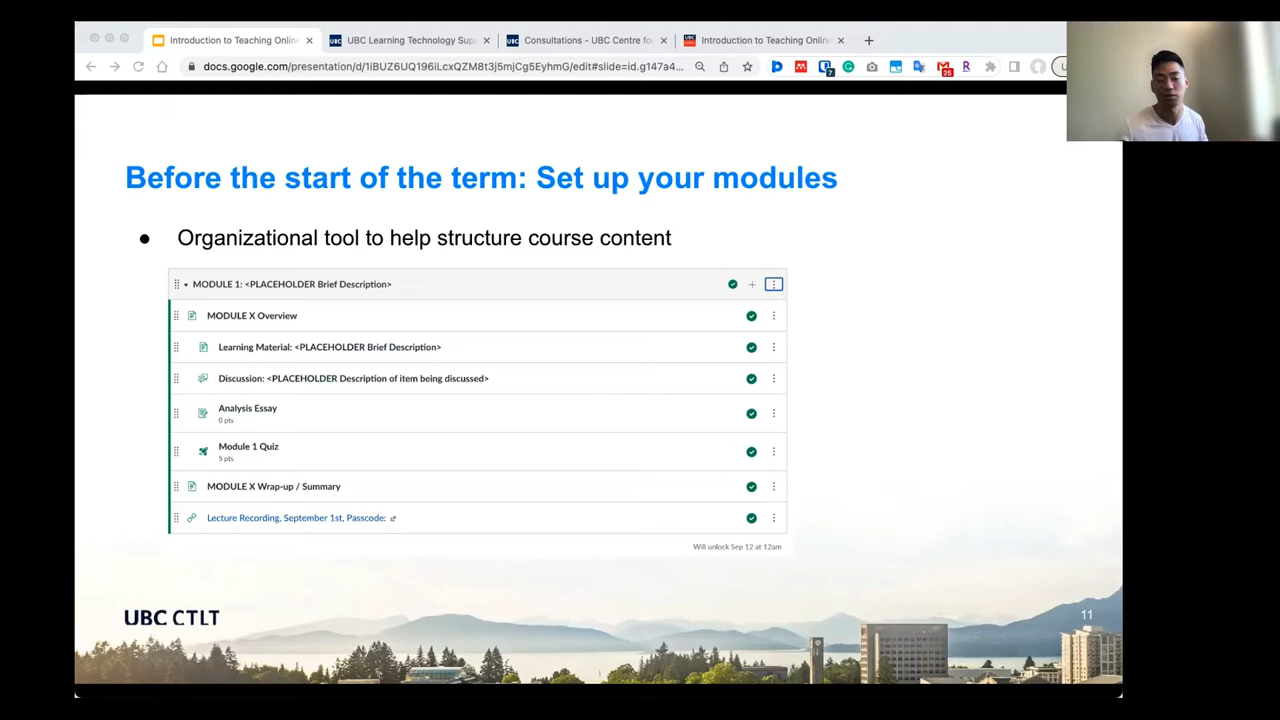 Introduction to Teaching Onlin
UBC Learning Technology Sup
Consultations - UBC Centre fo
Introduction to Teaching Onlin
docs.google.com/presentation/d/1iBUZ6UQ196iLcxQZM8t3j5mjCg5EyhmG/edit#slide=id.g147a4...
7
25
Before the start of the term: Set up your modules
● Organizational tool to help structure course content
MODULE 1: <PLACEHOLDER Brief Description>
MODULE X Overview
Learning Material: <PLACEHOLDER Brief Description>
Discussion: <PLACEHOLDER Description of item being discussed>
Analysis Essay
0 pts
Module 1 Quiz
5 pts
MODULE X Wrap-up / Summary
Lecture Recording, September 1st, Passcode:
Will unlock Sep 12 at 12am
UBC CTLT
11